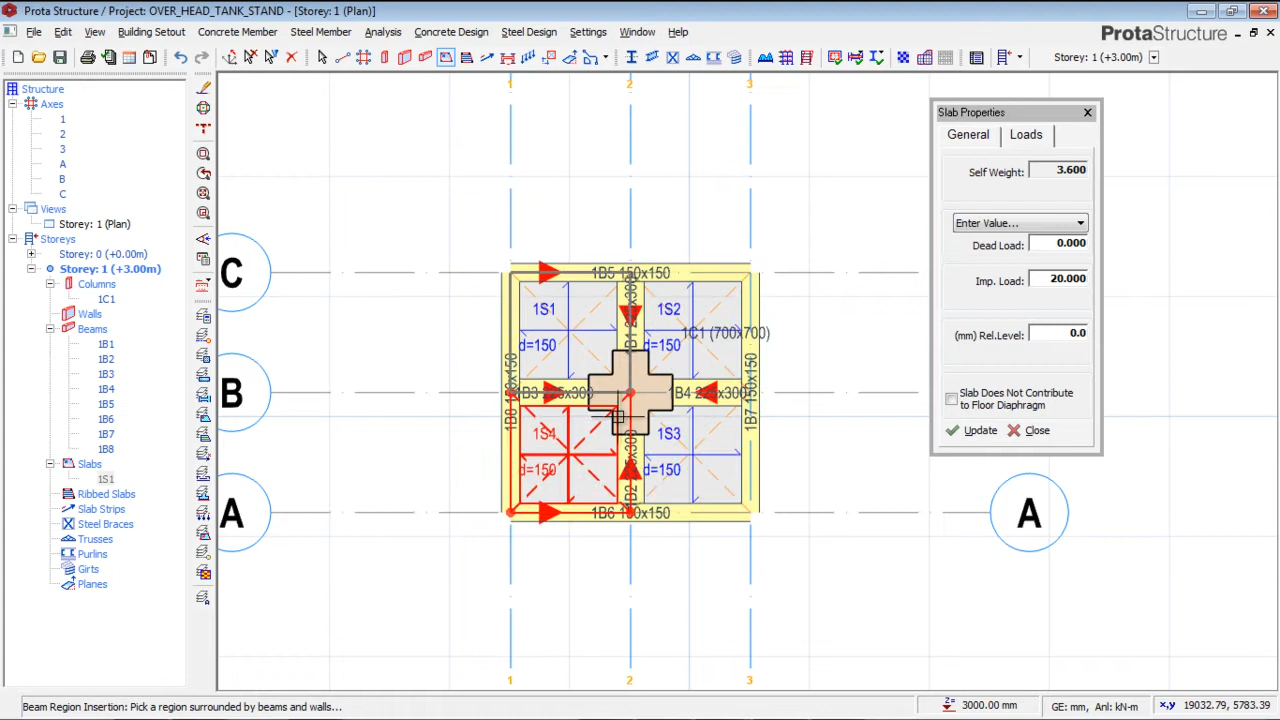 Prota Structure / Project: OVER_HEAD_TANK_STAND - [Storey: 1 (Plan)]
File Edit View Building Setout Concrete Member Steel Member Analysis Concrete Design Steel Design Settings Window Help
ProtaStructure
Storey: 1 (+3.00m)
Structure
Axes
1
2
3
A
B
C
Views
Storey: 1 (Plan)
Storeys
Storey: 0 (+0.00m)
Storey: 1 (+3.00m)
Columns
1C1
Walls
Beams
1B1
1B2
1B3
1B4
1B5
1B6
1B7
1B8
Slabs
1S1
Ribbed Slabs
Slab Strips
Steel Braces
Trusses
Purlins
Girts
Planes
1 2 3
C
B
A
A
1B5 150x150
1S1
1S2
1C1 (700x700)
d=150
d=150
1B4
1S4
1S3
d=150
d=150
1B6 150x150
1B7 150x150
1 2 3
Slab Properties
General Loads
Self Weight: 3.600
Enter Value...
Dead Load: 0.000
Imp. Load: 20.000
(mm) Rel.Level: 0.0
Slab Does Not Contribute
to Floor Diaphragm
Update Close
Beam Region Insertion: Pick a region surrounded by beams and walls...
Z= 3000.00 mm
GE: mm, Anl: kN-m
x,y 19032.79, 5783.39